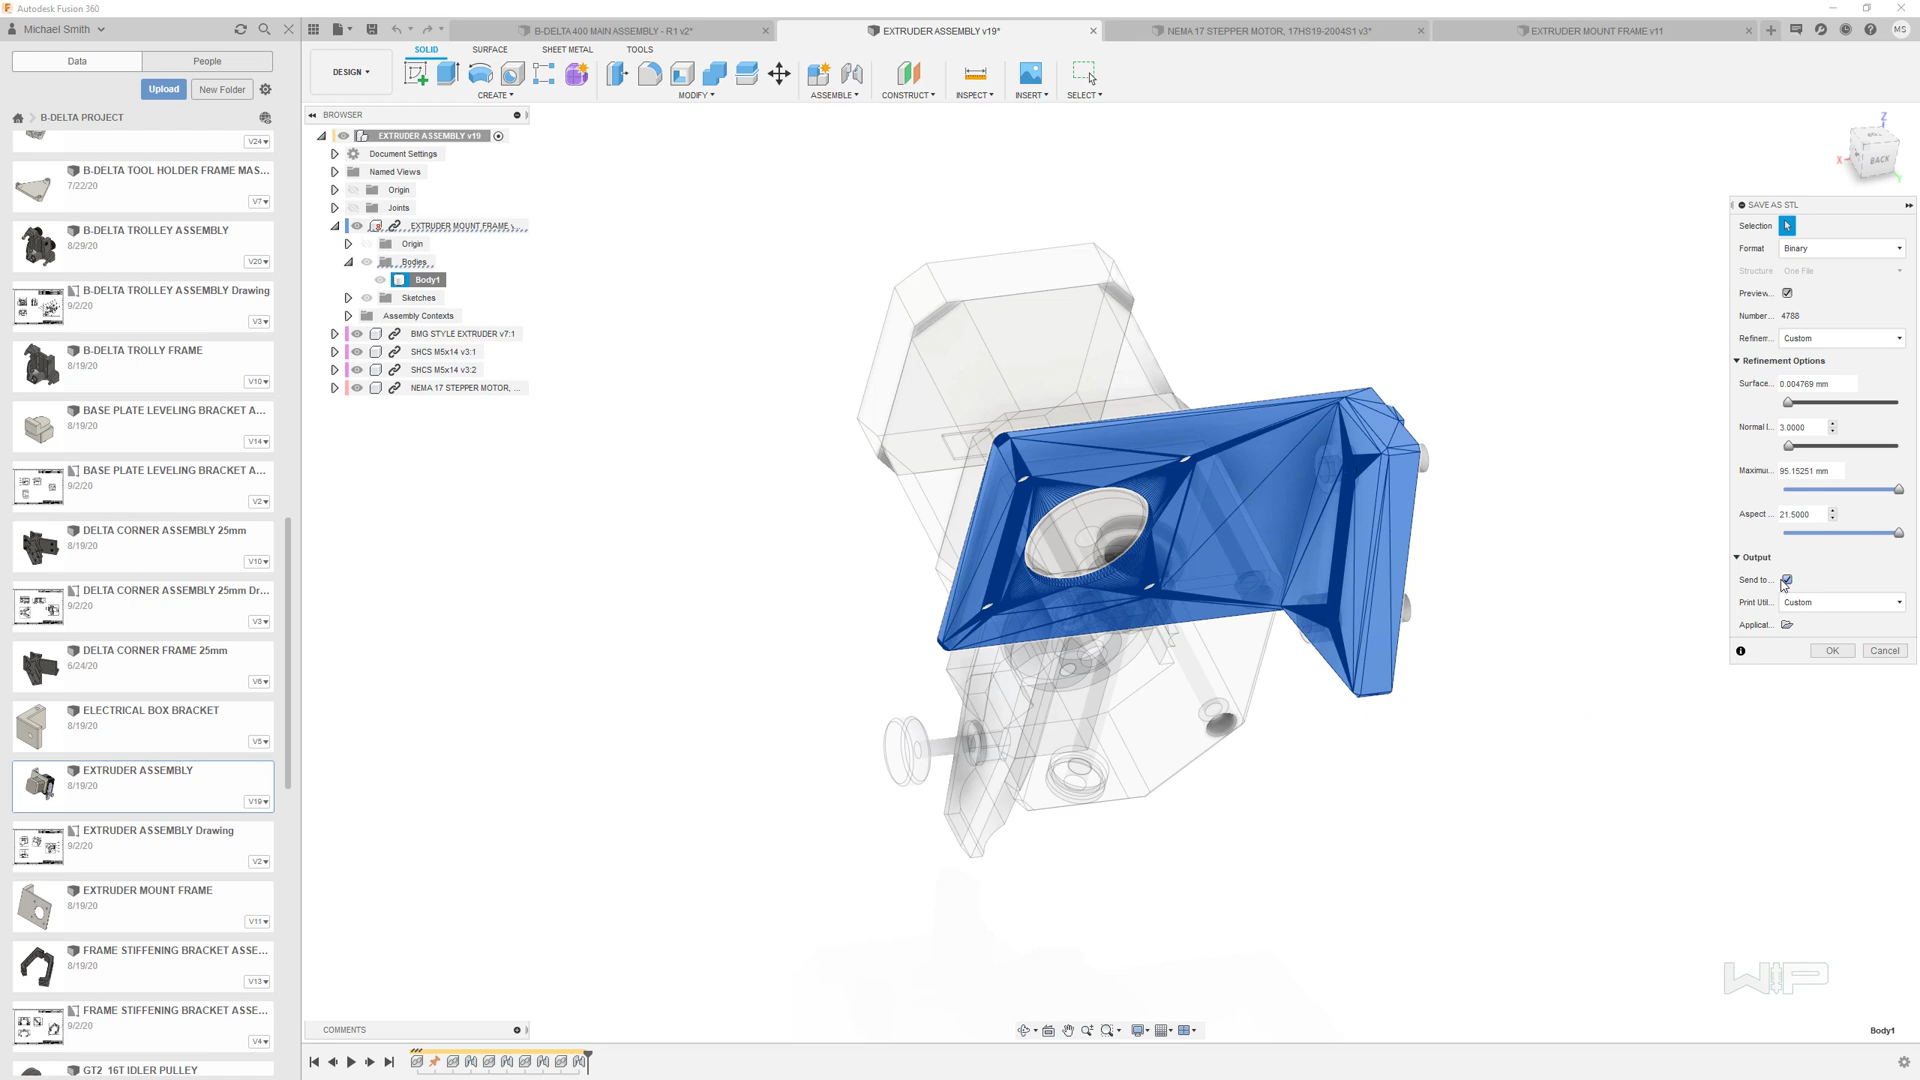 Autodesk Fusion 360
Michael Smith
B-DELTA 400 MAIN ASSEMBLY - R1 v2*
EXTRUDER ASSEMBLY v19*
NEMA 17 STEPPER MOTOR, 17HS19-2004S1 v3*
EXTRUDER MOUNT FRAME v11
MS
Data
People
Upload
New Folder
B-DELTA PROJECT
V24
B-DELTA TOOL HOLDER FRAME MAS...
7/22/20
V7
B-DELTA TROLLEY ASSEMBLY
8/29/20
V20
B-DELTA TROLLEY ASSEMBLY Drawing
9/2/20
V3
B-DELTA TROLLY FRAME
8/19/20
V10
BASE PLATE LEVELING BRACKET A...
8/19/20
V14
BASE PLATE LEVELING BRACKET A...
9/2/20
V2
DELTA CORNER ASSEMBLY 25mm
8/19/20
V10
DELTA CORNER ASSEMBLY 25mm Dr...
9/2/20
V3
DELTA CORNER FRAME 25mm
6/24/20
V6
ELECTRICAL BOX BRACKET
8/19/20
V5
EXTRUDER ASSEMBLY
8/19/20
V19
EXTRUDER ASSEMBLY Drawing
9/2/20
V2
EXTRUDER MOUNT FRAME
8/19/20
V11
FRAME STIFFENING BRACKET ASSE...
8/19/20
V13
FRAME STIFFENING BRACKET ASSE...
9/2/20
V4
GT2 16T IDLER PULLEY
DESIGN
SOLID
SURFACE
SHEET METAL
TOOLS
CREATE
MODIFY
ASSEMBLE
CONSTRUCT
INSPECT
INSERT
SELECT
BROWSER
EXTRUDER ASSEMBLY v19
Document Settings
Named Views
Origin
Joints
EXTRUDER MOUNT FRAME v...
Origin
Bodies
Body1
Sketches
Assembly Contexts
BMG STYLE EXTRUDER v7:1
SHCS M5x14 v3:1
SHCS M5x14 v3:2
NEMA 17 STEPPER MOTOR, ...
Z
X
BACK
Y
SAVE AS STL
Selection
Format Binary
Structure One File
Preview...
Number... 4788
Refinem... Custom
Refinement Options
Surface... 0.004769 mm
Normal I... 3.0000
Maximu... 95.15251 mm
Aspect ... 21.5000
Output
Send to...
Print Util... Custom
Applicat...
OK
Cancel
WIP
COMMENTS
Body1